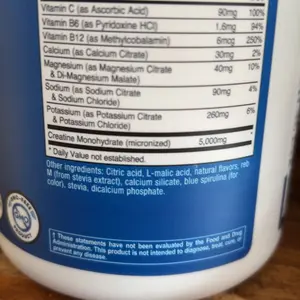 Vitamin C (as Ascorbic Acid) 90mg 100%
Vitamin B6 (as Pyridoxine HCl) 1.6mg 94%
Vitamin B12 (as Methylcobalamin) 6mcg 250%
Calcium (as Calcium Citrate) 30mg 2%
Magnesium (as Magnesium Citrate 40mg 10%
& Di-Magnesium Malate)
Sodium (as Sodium Citrate 90mg 4%
& Sodium Chloride)
Potassium (as Potassium Citrate 260mg 6%
& Potassium Chloride)
Creatine Monohydrate (micronized) 5,000mg *
* Daily Value not established.
Other ingredients: Citric acid, L-malic acid, natural flavors, reb
M (from stevia extract), calcium silicate, blue spirulina (for
color), stevia, dicalcium phosphate.
† These statements have not been evaluated by the Food and Drug
Administration. This product is not intended to diagnose, treat, cure, or
prevent any disease.